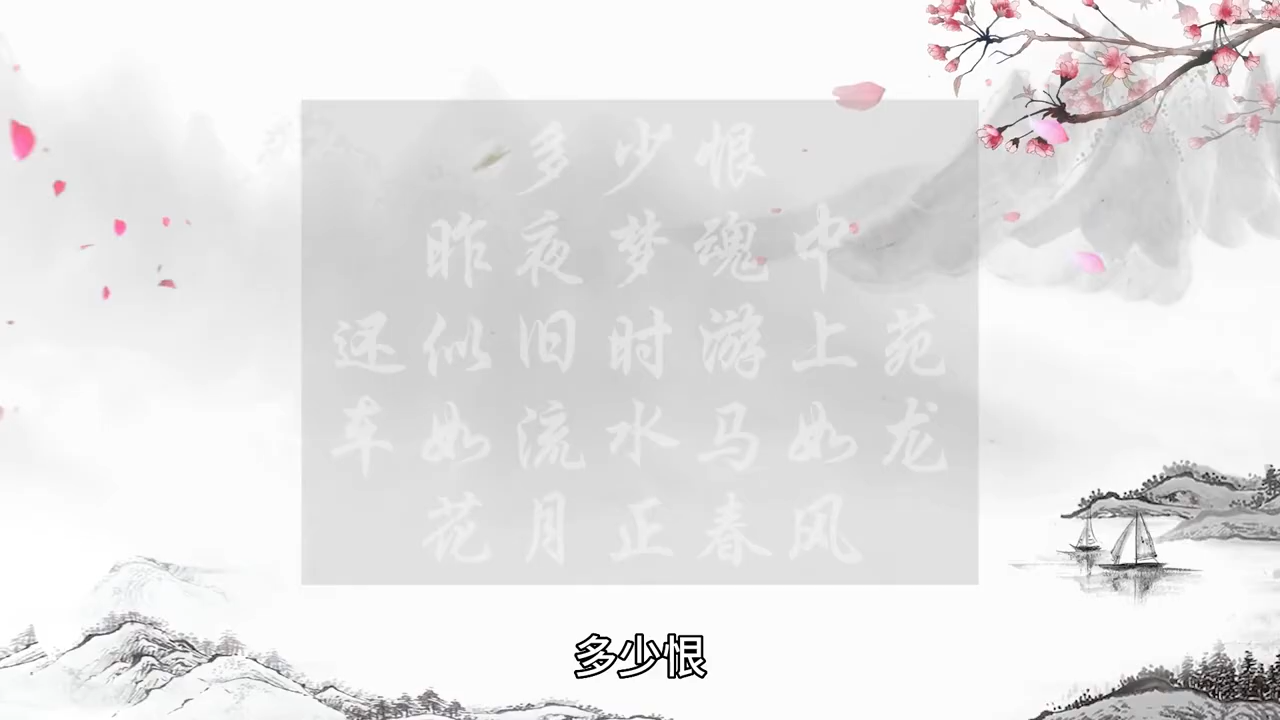 多少恨
昨夜梦魂中
还似旧时游上苑
车如流水马如龙
花月正春风
多少恨